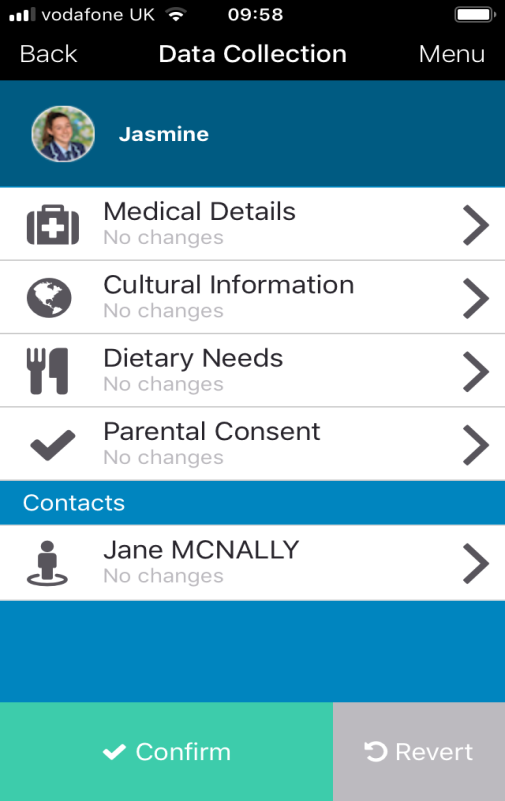 vodafone UK 09:58
Back Data Collection Menu
Jasmine
Medical Details
No changes
Cultural Information
No changes
Dietary Needs
No changes
Parental Consent
No changes
Contacts
Jane MCNALLY
No changes
Confirm Revert